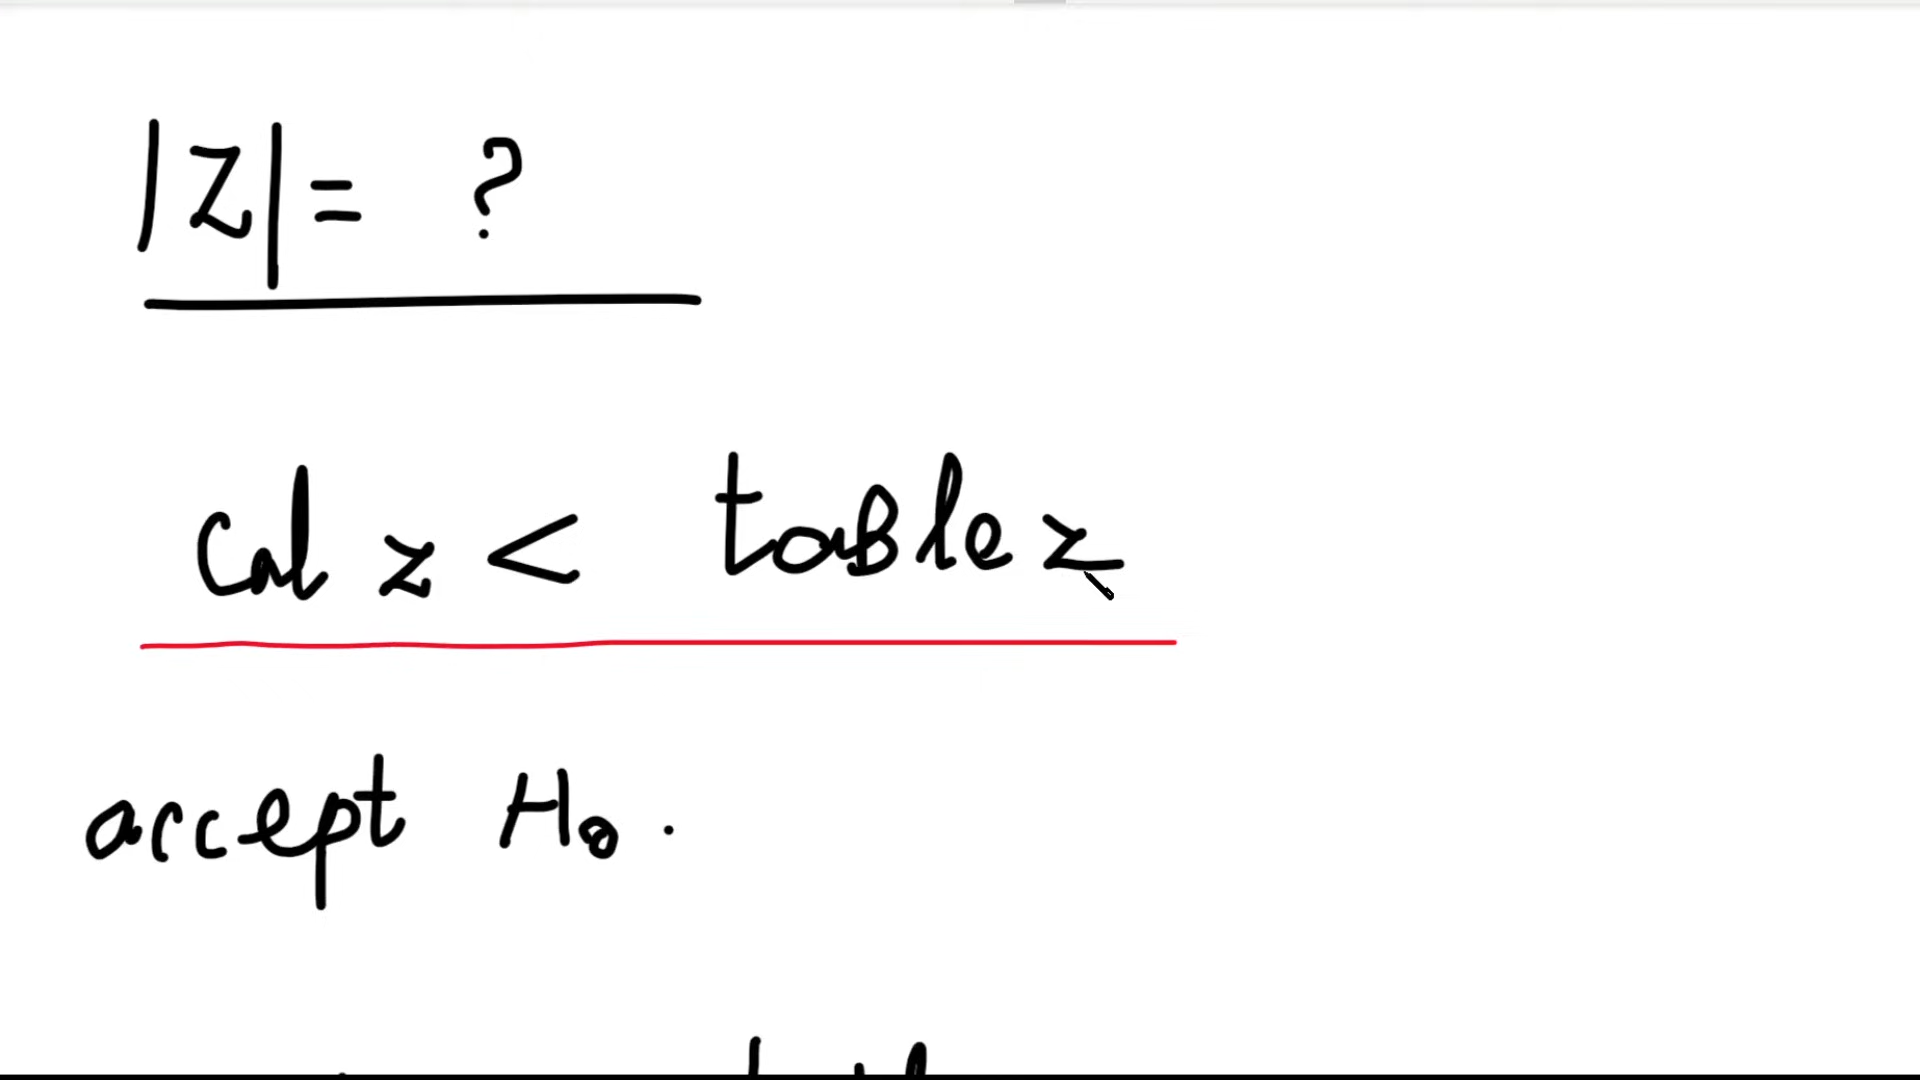 |Z| = ?
Cal z < table z
accept H₀.